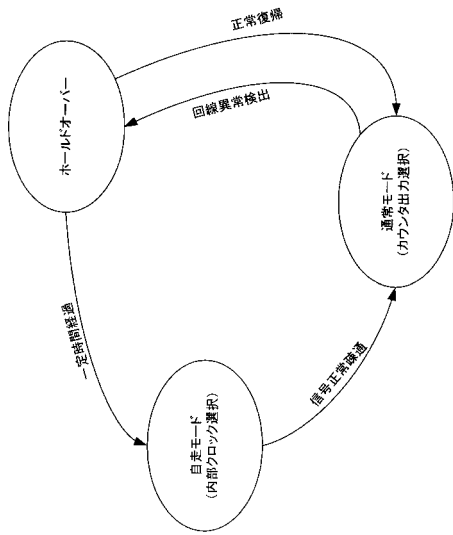 正常復帰
回線異常検出
ホールドオーバー
通常モード
(カウンタ出力選択)
一定時間経過
信号正常疎通
自走モード
(内部クロック選択)